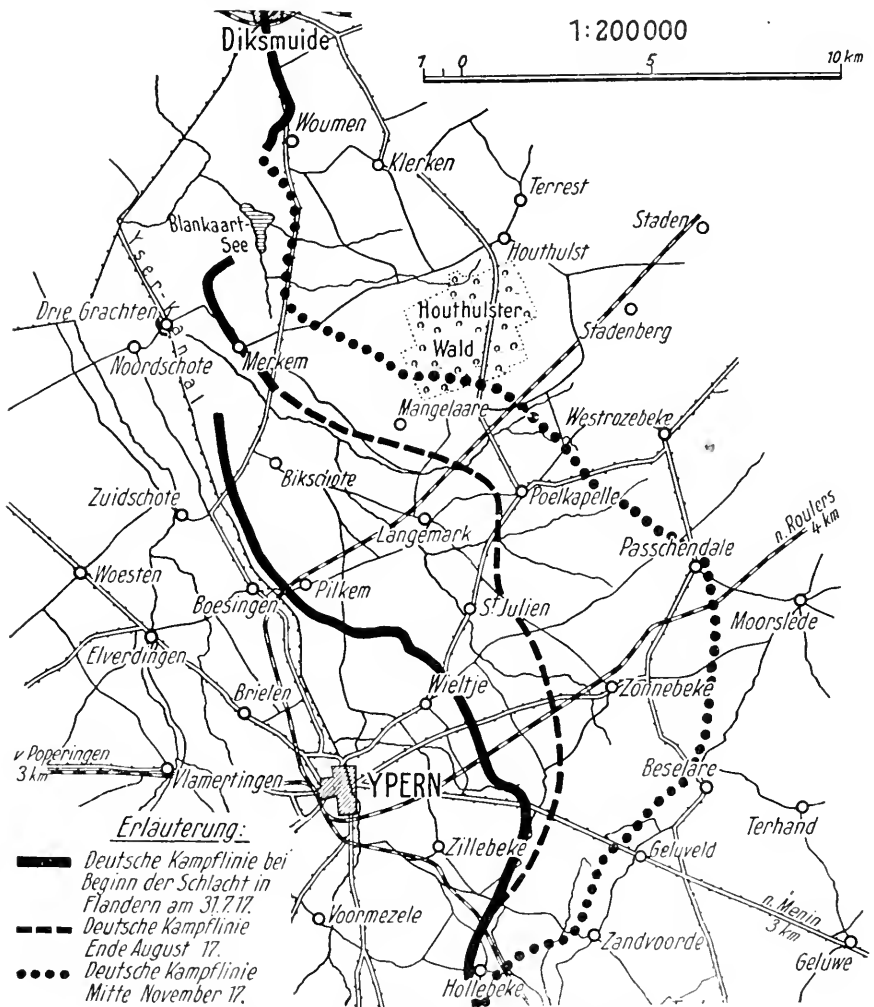 Diksmuide
1:200000
1 0 5 10 km
Woumen
Klerken
Terrest
Blankaart-
See
Houthulst
Staden
Yser-Kanal
Drie Grachten
Houthulster
Wald
Stadenberg
Noordschote
Merkem
Mangelaare
Westrozebeke
Bikschote
Zuidschote
Poelkapelle
Langemark
n. Roulers
4 km
Passchendale
Woesten
Boesingen
Pilkem
St Julien
Moorslede
Elverdingen
Brielen
Wieltje
Zonnebeke
v Poperingen
3 km
Vlamertingen
YPERN
Beselare
Terhand
Zillebeke
Geluveld
n. Menin
3 km
Voormezele
Zandvoorde
Geluwe
Hollebeke
Erläuterung:
Deutsche Kampflinie bei
Beginn der Schlacht in
Flandern am 31.7.17.
Deutsche Kampflinie
Ende August 17.
Deutsche Kampflinie
Mitte November 17.